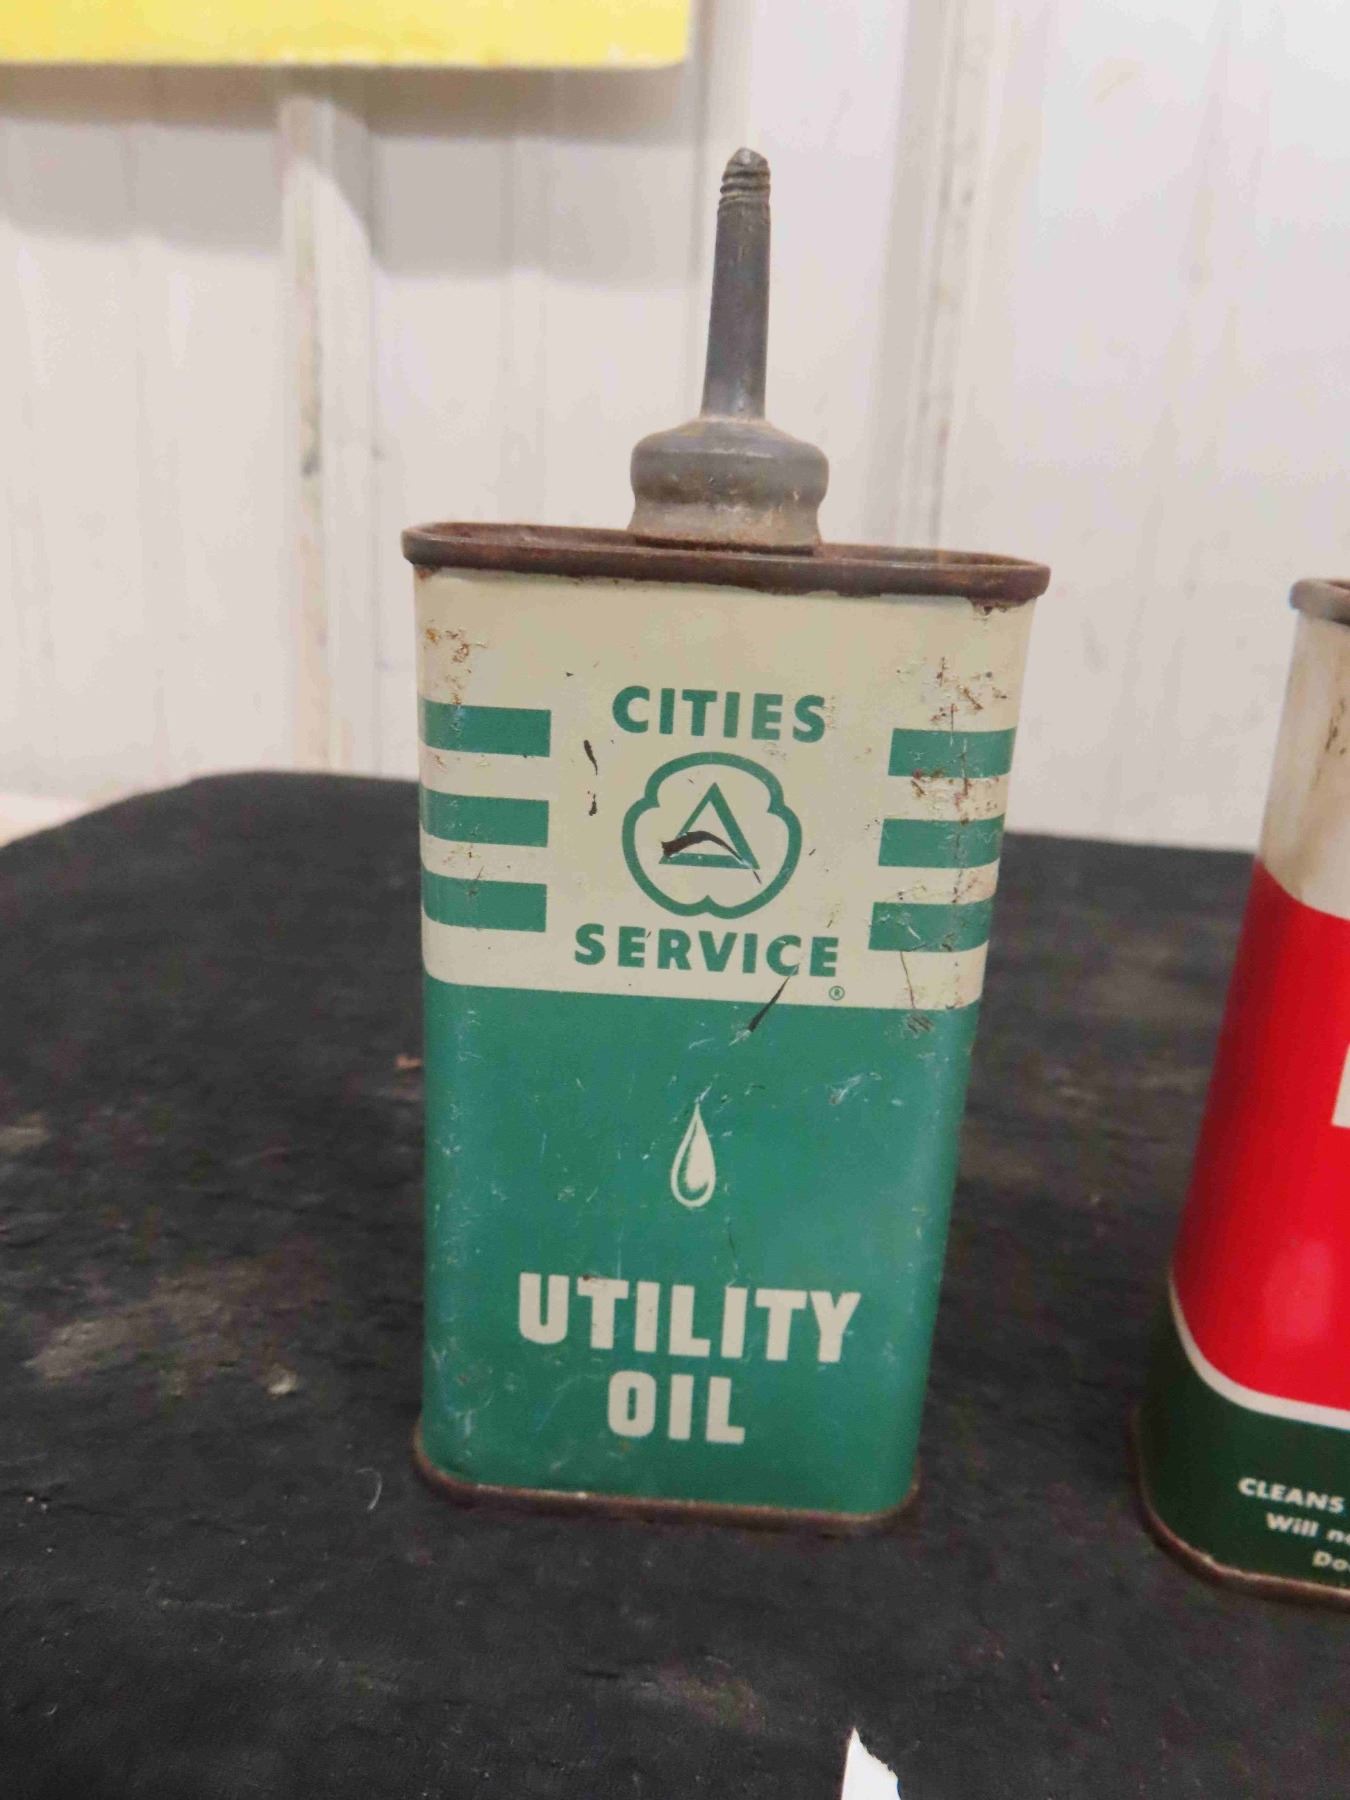 CITIES
SERVICE
®
UTILITY
OIL
CLEANS
Will